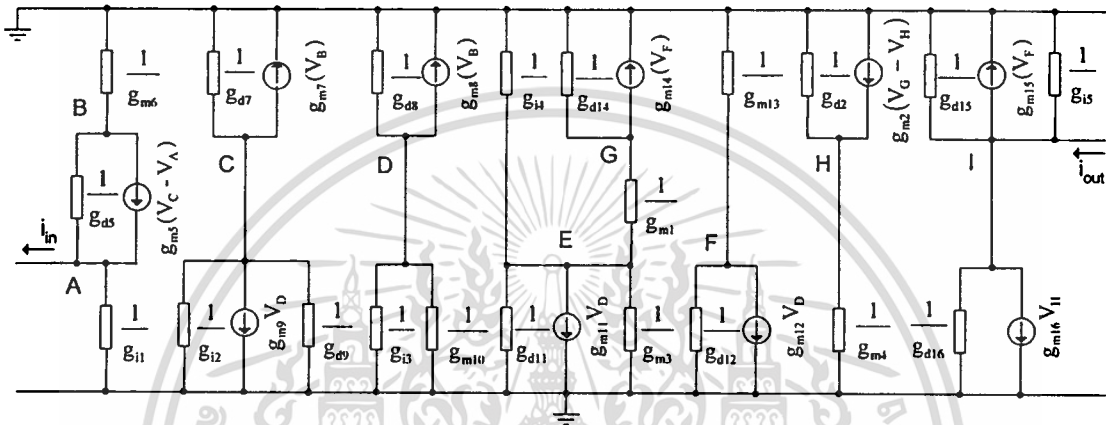 1/g_m6
1/g_d7
g_m7(V_B)
1/g_d8
g_m8(V_B)
1/g_i4
1/g_d14
g_m14(V_F)
1/g_m13
1/g_d2
g_m2(V_G − V_H)
1/g_d15
g_m15(V_F)
1/g_i5
B
C
D
G
H
I
1/g_d5
g_m5(V_C − V_A)
1/g_m1
i_out
i_in
A
E
F
1/g_i1
1/g_i2
g_m9 V_D
1/g_d9
1/g_i3
1/g_m10
1/g_d11
g_m11 V_D
1/g_m3
1/g_d12
g_m12 V_D
1/g_m4
1/g_d16
g_m16 V_H